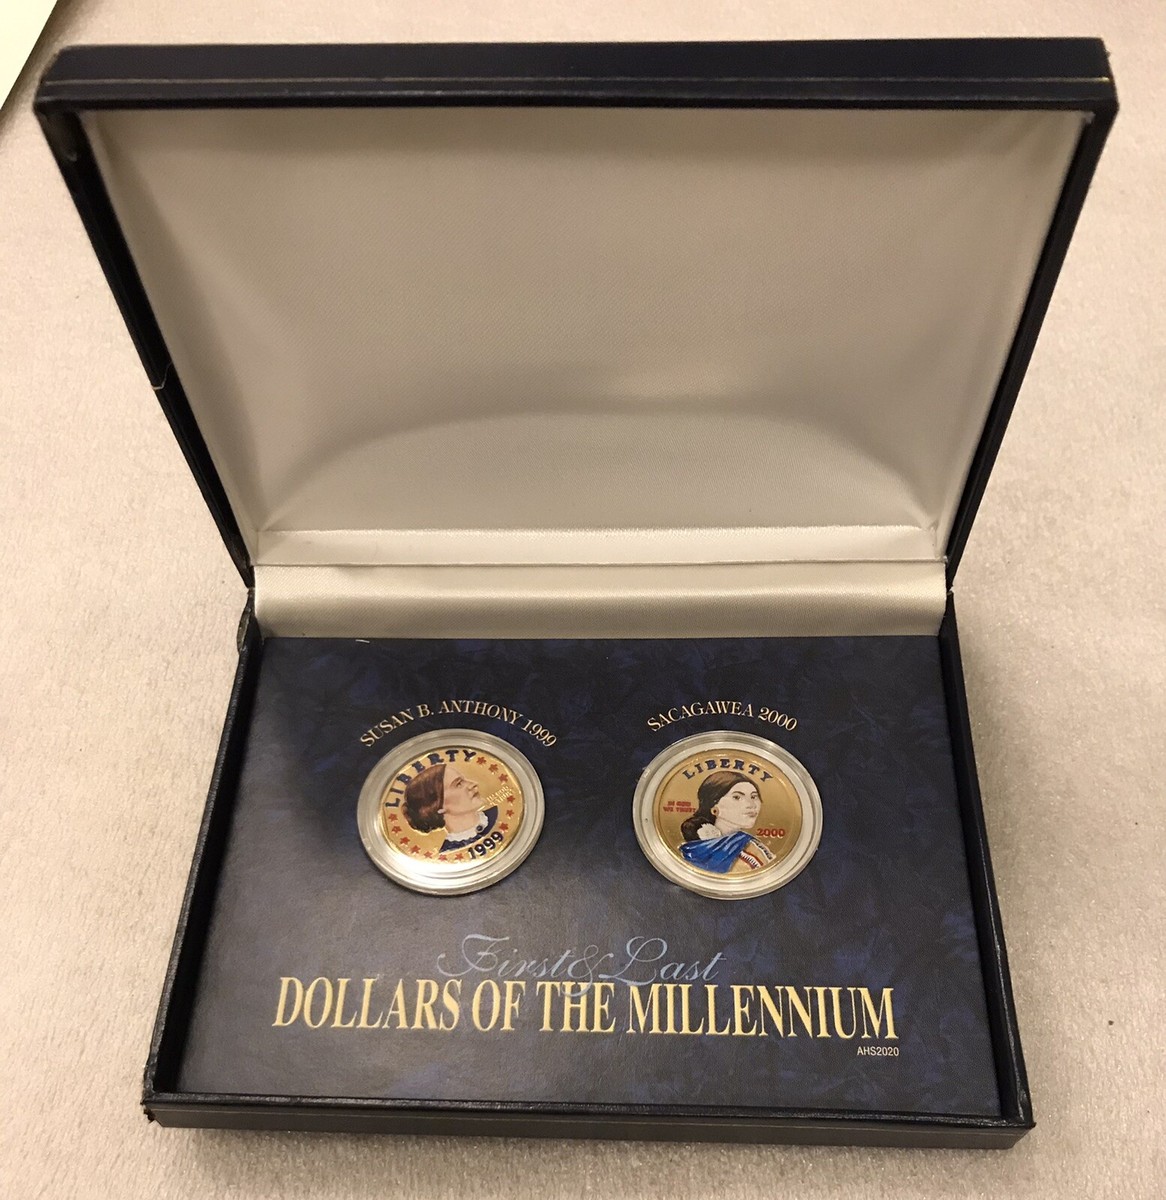 SUSAN B. ANTHONY 1999
SACAGAWEA 2000
LIBERTY
1999
LIBERTY
IN GOD
WE TRUST
2000
First & Last
DOLLARS OF THE MILLENNIUM
AHS2020